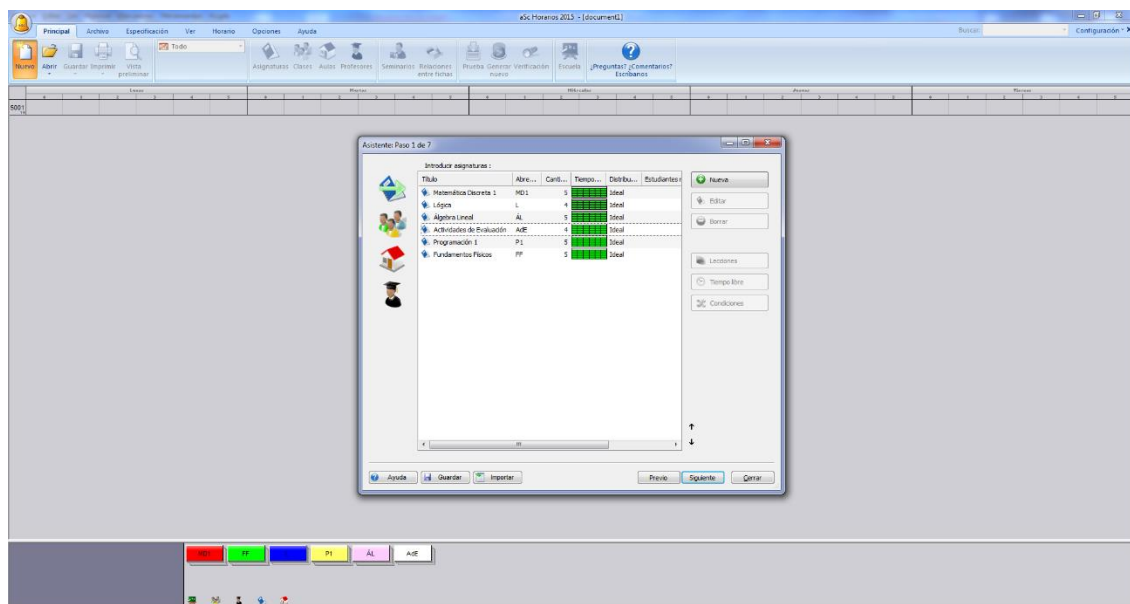 aSc Horarios 2015 - [document1]
Principal Archivo Especificación Ver Horario Opciones Ayuda
Buscar: Configuración
Todo
Nuevo Abrir Guardar Imprimir Vista preliminar Asignaturas Clases Aulas Profesores Seminarios Relaciones entre fichas Prueba Generar nuevo Verificación Escuela ¿Preguntas? ¿Comentarios? Escríbanos
Asistente: Paso 1 de 7
Introducir asignaturas :
Título Abre... Canti... Tiempo... Distribu... Estudiantes
Matemática Discreta 1 MD1 5 Ideal
Lógica L 4 Ideal
Álgebra Lineal ÁL 5 Ideal
Actividades de Evaluación AdE 4 Ideal
Programación 1 P1 5 Ideal
Fundamentos Físicos FF 5 Ideal
Nueva
Editar
Borrar
Lecciones
Tiempo libre
Condiciones
Ayuda Guardar Importar Previo Siguiente Cerrar
MD1 FF P1 ÁL AdE